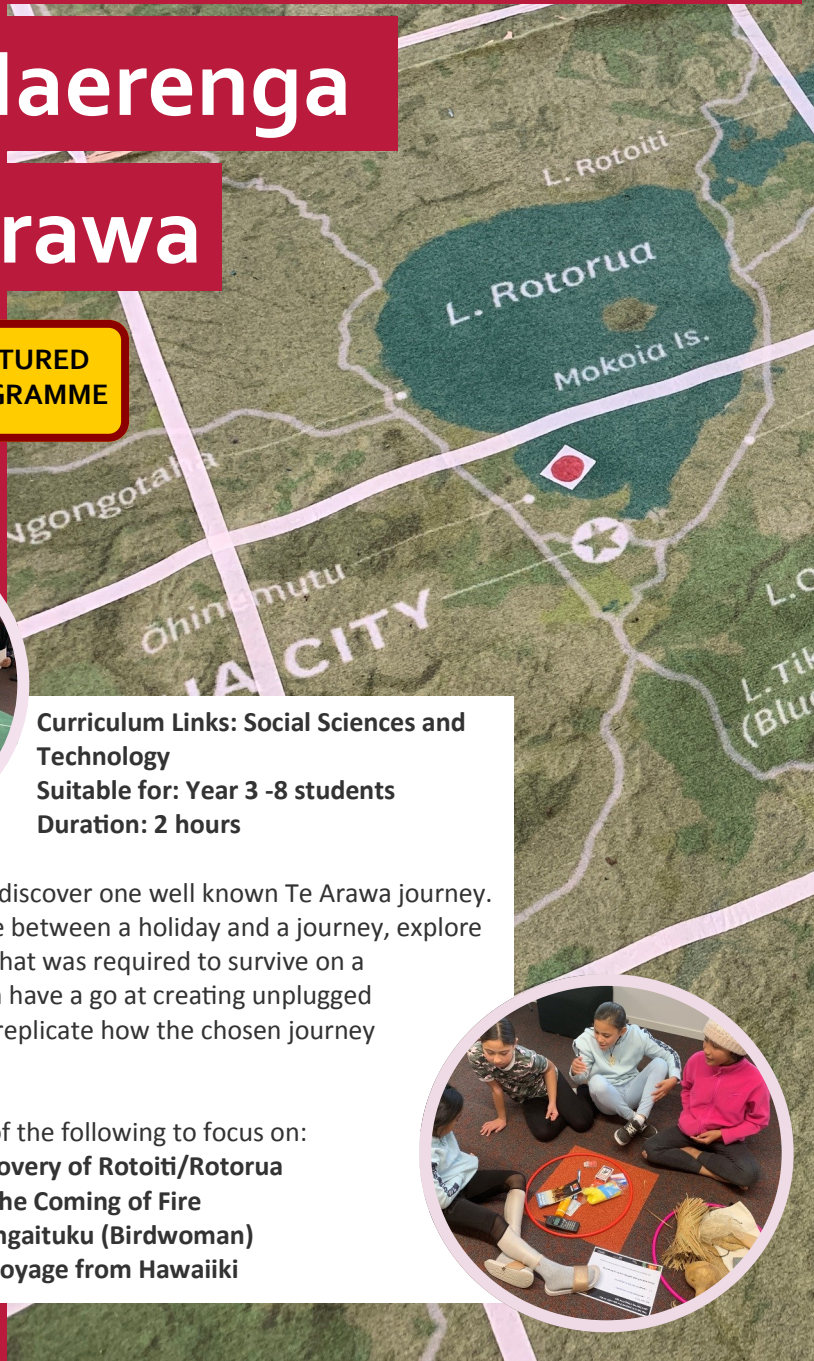 Haerenga
rawa
TURED
GRAMME
L. Rotoiti
L. Rotorua
Mokoia Is.
Ngongotaha
Ōhinemutu
CITY
Curriculum Links: Social Sciences and
Technology
Suitable for: Year 3 -8 students
Duration: 2 hours
discover one well known Te Arawa journey.
between a holiday and a journey, explore
hat was required to survive on a
have a go at creating unplugged
replicate how the chosen journey
of the following to focus on:
overy of Rotoiti/Rotorua
he Coming of Fire
ngaituku (Birdwoman)
oyage from Hawaiiki